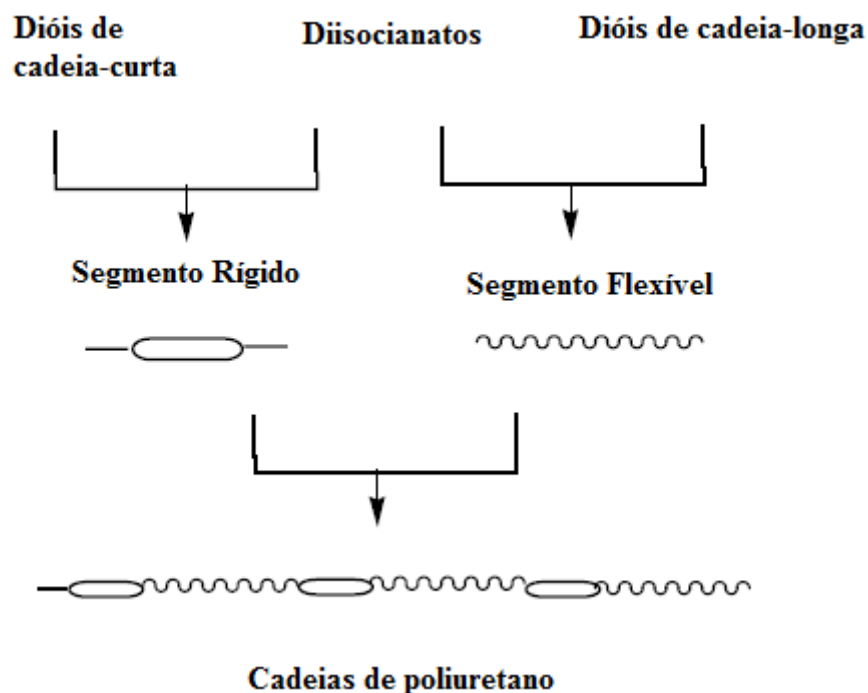 Dióis de
cadeia-curta
Diisocianatos
Dióis de cadeia-longa
Segmento Rígido
Segmento Flexível
Cadeias de poliuretano